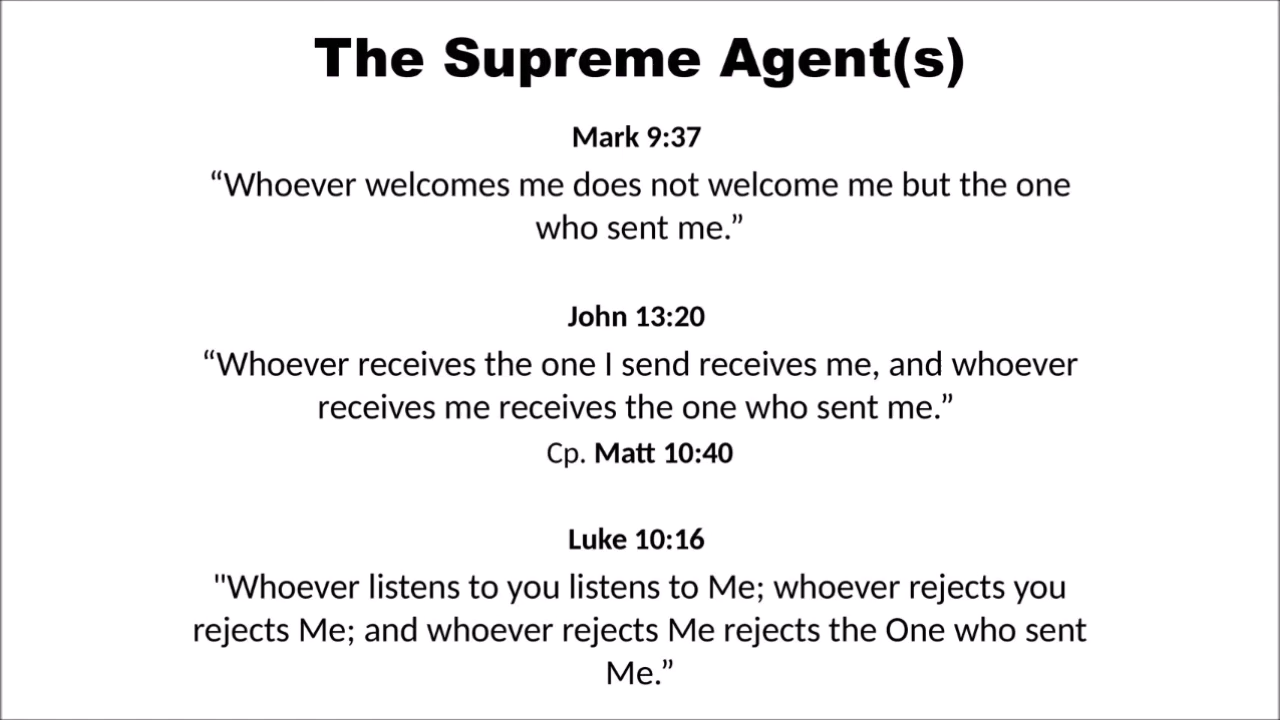 The Supreme Agent(s)
Mark 9:37
“Whoever welcomes me does not welcome me but the one
who sent me.”
John 13:20
“Whoever receives the one I send receives me, and whoever
receives me receives the one who sent me.”
Cp. Matt 10:40
Luke 10:16
"Whoever listens to you listens to Me; whoever rejects you
rejects Me; and whoever rejects Me rejects the One who sent
Me.”